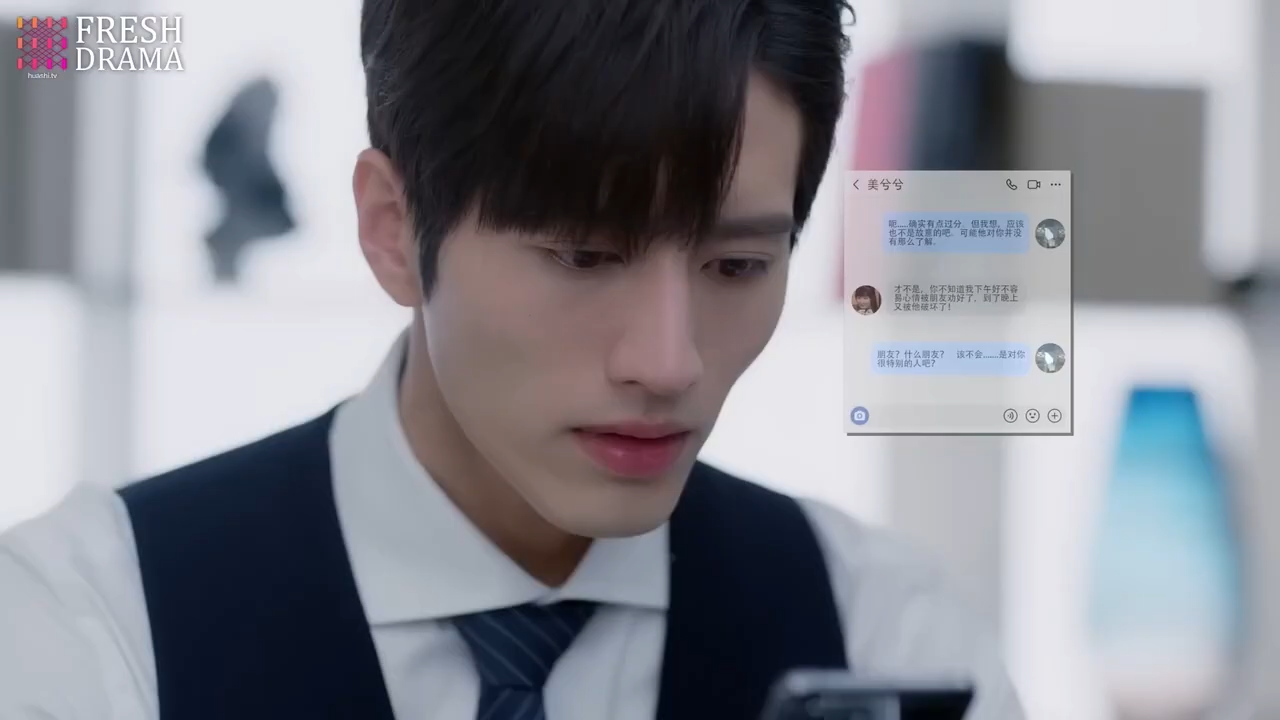 FRESH
DRAMA
huashi.tv
美兮兮
呃......确实有点过分，但我想，应该
也不是故意的吧。可能他对你并没
有那么了解。
才不是，你不知道我下午好不容
易心情被朋友劝好了，到了晚上
又被他破坏了！
朋友？什么朋友？ 该不会......是对你
很特别的人吧？